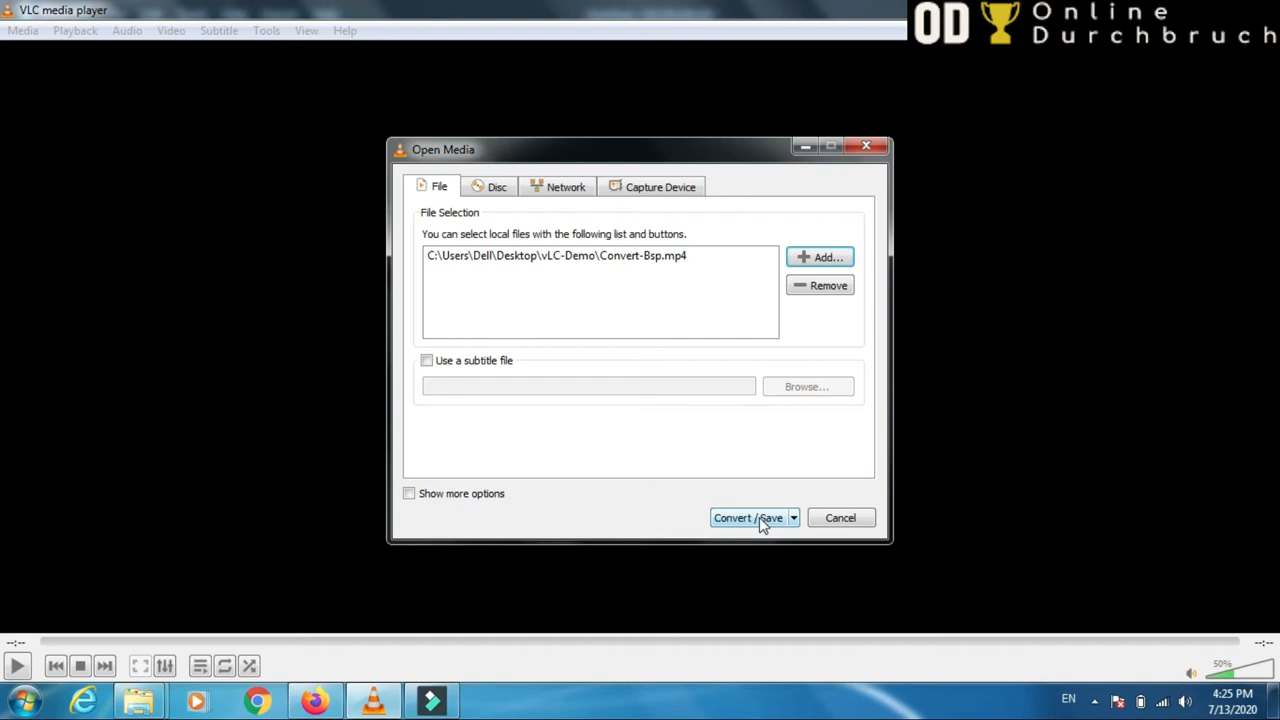 VLC media player
OD Online
Durchbruch
Media Playback Audio Video Subtitle Tools View Help
Open Media
File Disc Network Capture Device
File Selection
You can select local files with the following list and buttons.
C:\Users\Dell\Desktop\vLC-Demo\Convert-Bsp.mp4
Add...
Remove
Use a subtitle file
Browse...
Show more options
Convert / Save Cancel
--:-- --:--
50%
EN
4:25 PM
7/13/2020